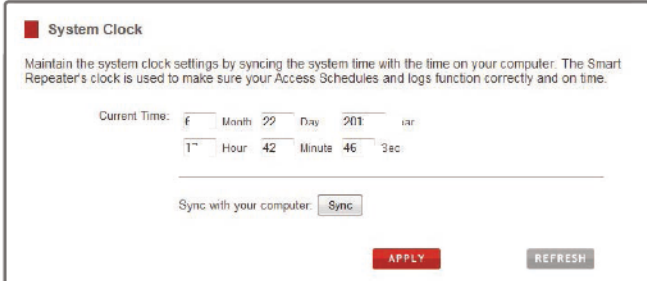 System Clock
Maintain the system clock settings by syncing the system time with the time on your computer. The Smart
Repeater's clock is used to make sure your Access Schedules and logs function correctly and on time.
Current Time: 6 Month 22 Day
Hour 42 Minute 46 Sec
Sync with your computer: Sync
APPLY REFRESH